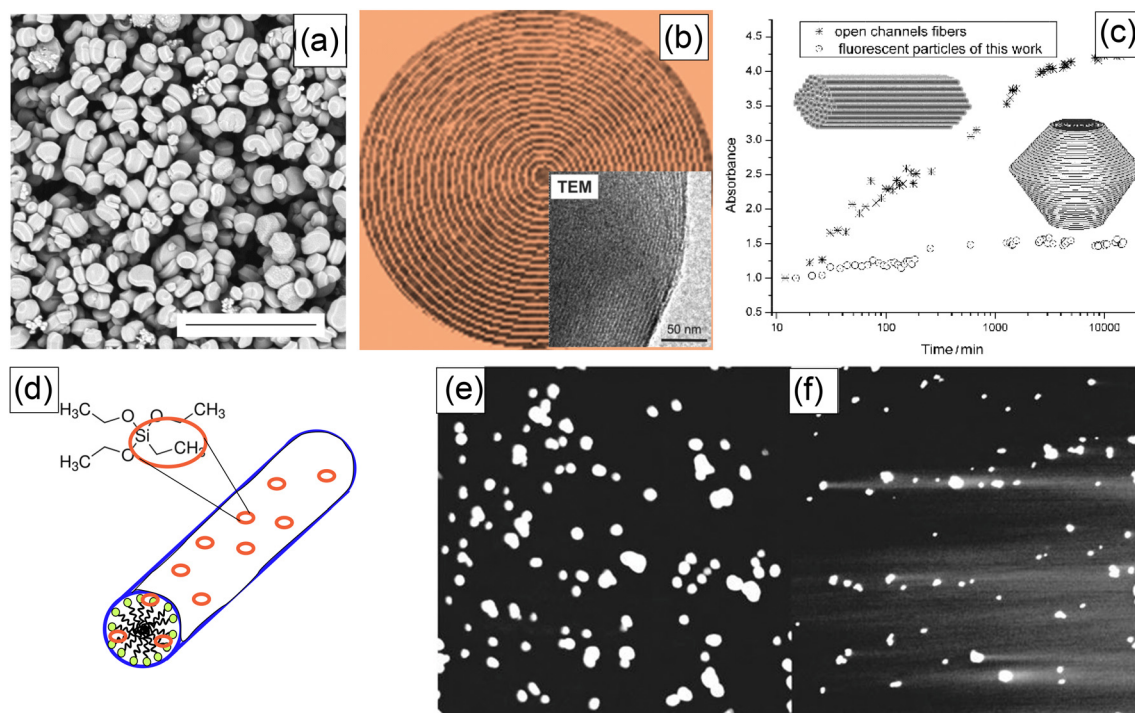 (a)
(b)
TEM
50 nm
(c)
open channels fibers
fluorescent particles of this work
4.5
4.0
3.5
3.0
2.5
2.0
1.5
1.0
0.5
Absorbance
10
100
1000
10000
Time/min
(d)
H3C
O
O
CH3
Si
H3C
O
CH3
(e)
(f)